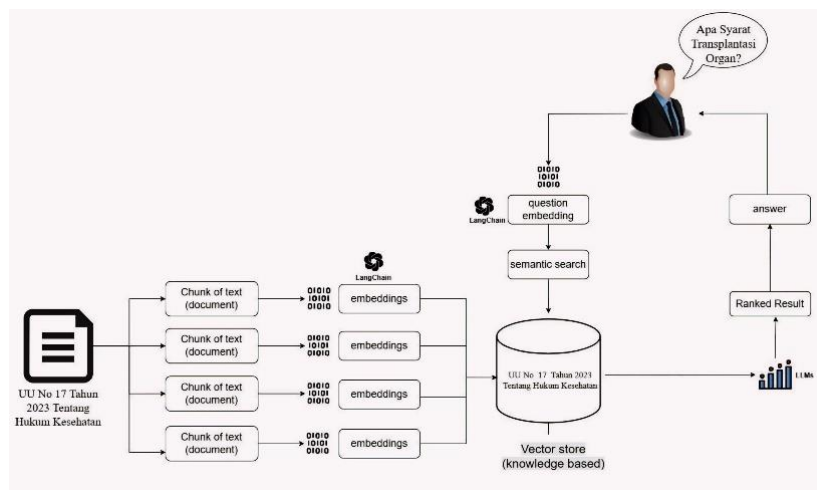 Apa Syarat
Transplantasi
Organ?
01010
10101
01010
LangChain
question
embedding
answer
semantic search
LangChain
Chunk of text
(document)
01010
10101
01010
embeddings
Ranked Result
Chunk of text
(document)
01010
10101
01010
embeddings
UU No 17 Tahun 2023
Tentang Hukum Kesehatan
LLMs
UU No 17 Tahun
2023 Tentang
Hukum Kesehatan
Chunk of text
(document)
01010
10101
01010
embeddings
Chunk of text
(document)
01010
10101
01010
embeddings
Vector store
(knowledge based)